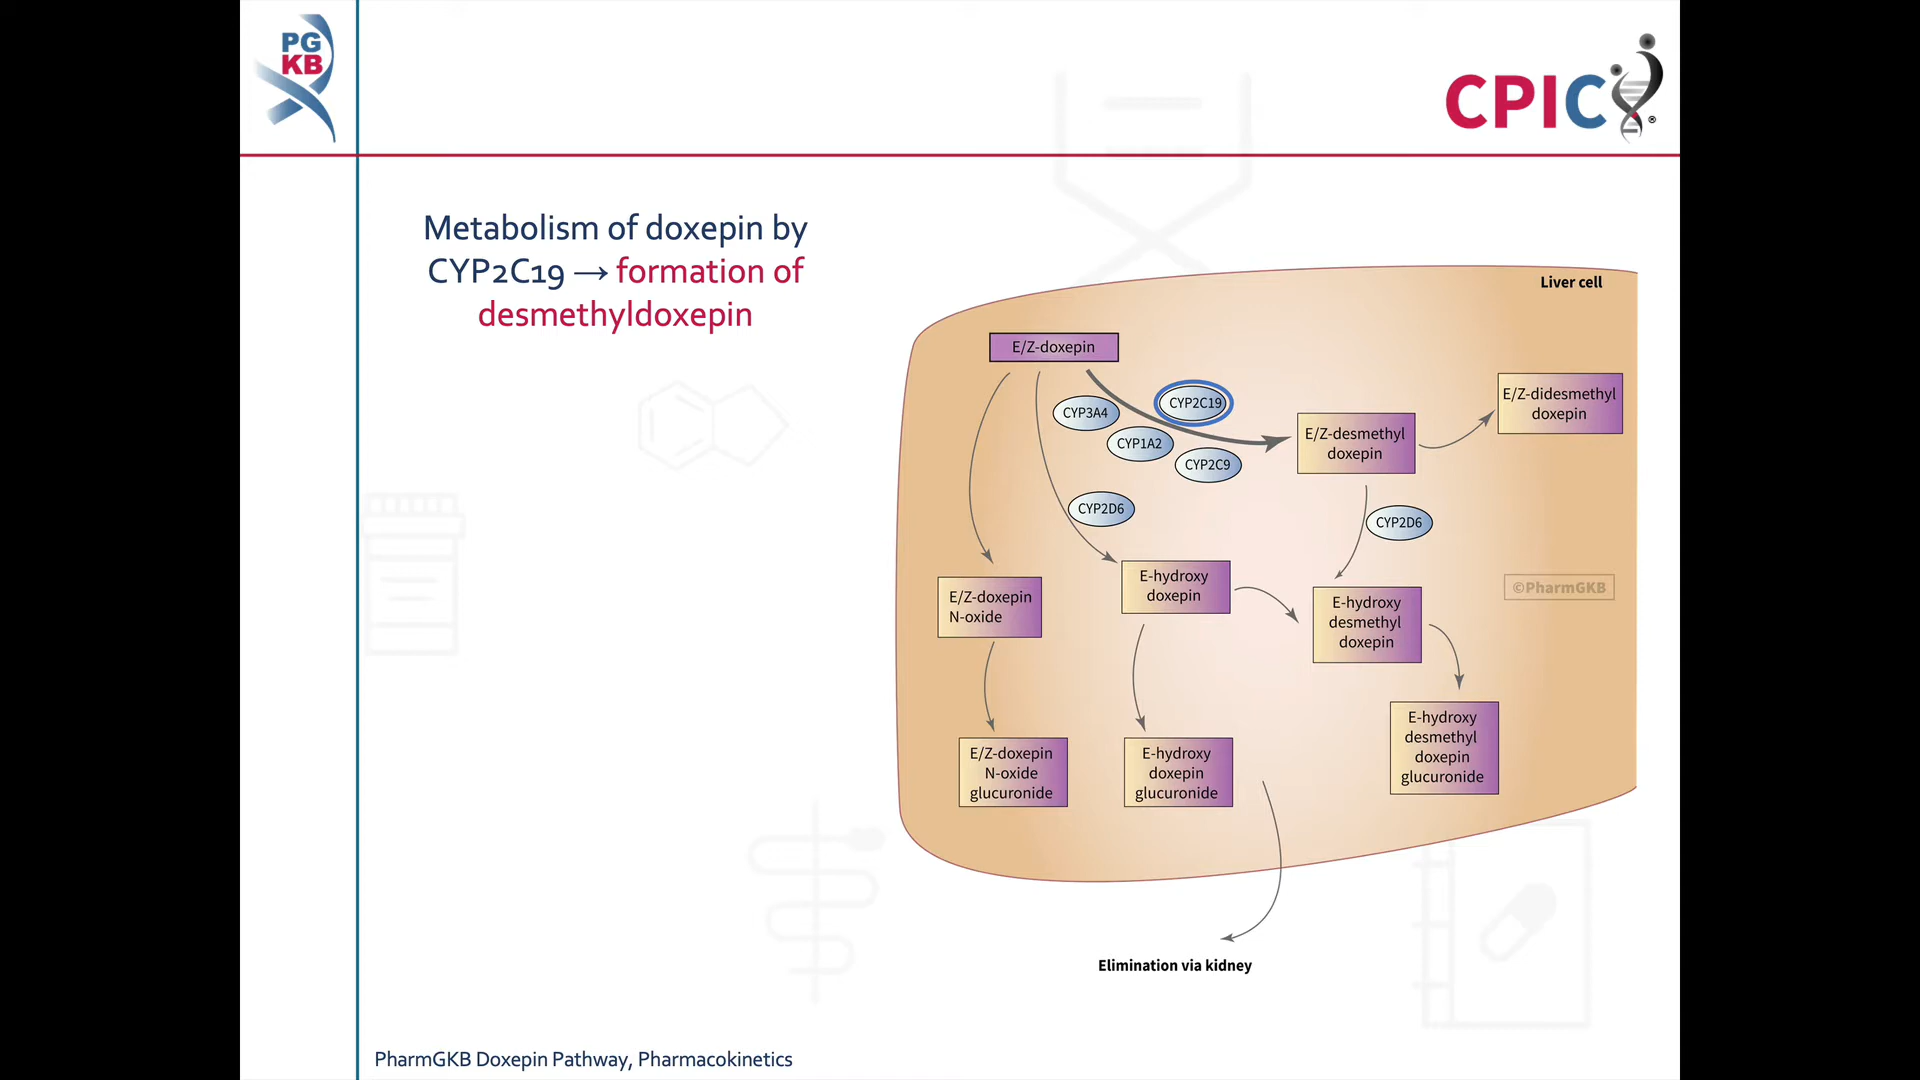 PG
KB
CPIC®
Metabolism of doxepin by
CYP2C19 → formation of
desmethyldoxepin
Liver cell
E/Z-doxepin
CYP2C19
CYP3A4
CYP1A2
CYP2C9
E/Z-desmethyl
doxepin
E/Z-didesmethyl
doxepin
CYP2D6
CYP2D6
E/Z-doxepin
N-oxide
E-hydroxy
doxepin
E-hydroxy
desmethyl
doxepin
©PharmGKB
E/Z-doxepin
N-oxide
glucuronide
E-hydroxy
doxepin
glucuronide
E-hydroxy
desmethyl
doxepin
glucuronide
Elimination via kidney
PharmGKB Doxepin Pathway, Pharmacokinetics